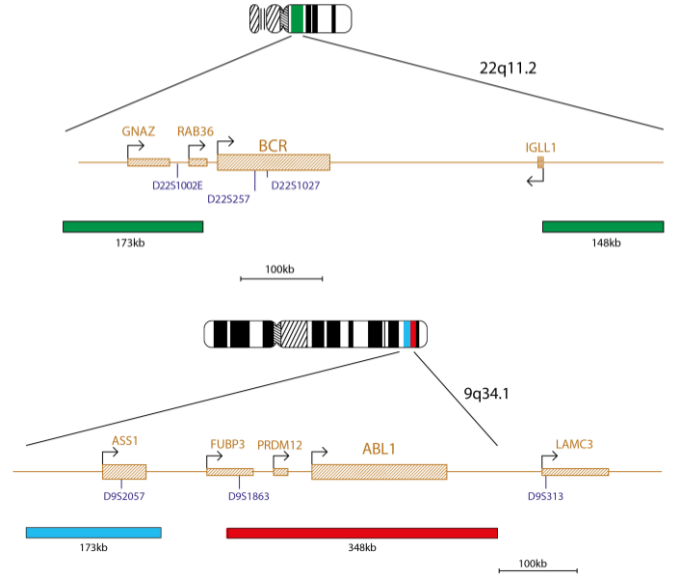 22q11.2
GNAZ RAB36 BCR IGLL1
D22S1002E D22S1027
D22S257
173kb 148kb
100kb
9q34.1
ASS1 FUBP3 PRDM12 ABL1 LAMC3
D9S2057 D9S1863 D9S313
173kb 348kb
100kb